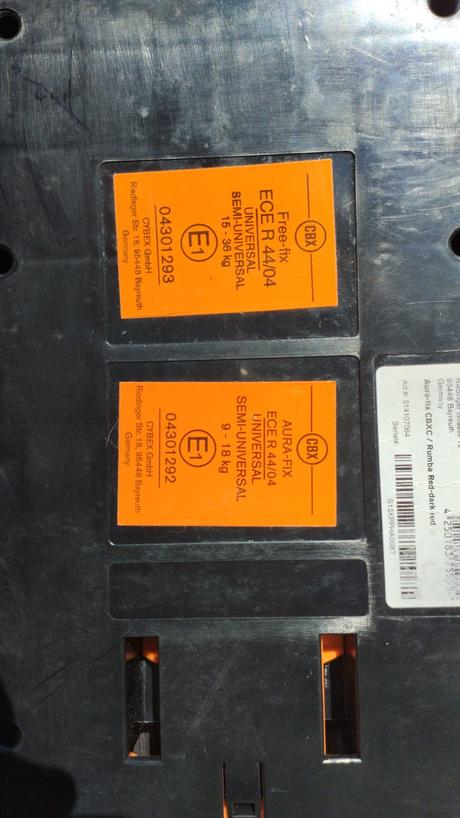 CBX
Free-fix
ECE R 44/04
UNIVERSAL
SEMI-UNIVERSAL
15 - 36 kg
E1
04301293
CYBEX GmbH
Riedinger Str. 18, 95448 Bayreuth
Germany
CBX
AURA-FIX
ECE R 44/04
UNIVERSAL
SEMI-UNIVERSAL
9 - 18 kg
E1
04301292
CYBEX GmbH
Riedinger Str. 18, 95448 Bayreuth
Germany
95448 Bayreuth
Germany
Aura-fix CBXC / Rumba Red-dark red
Art.#: 514107084
Serial#: